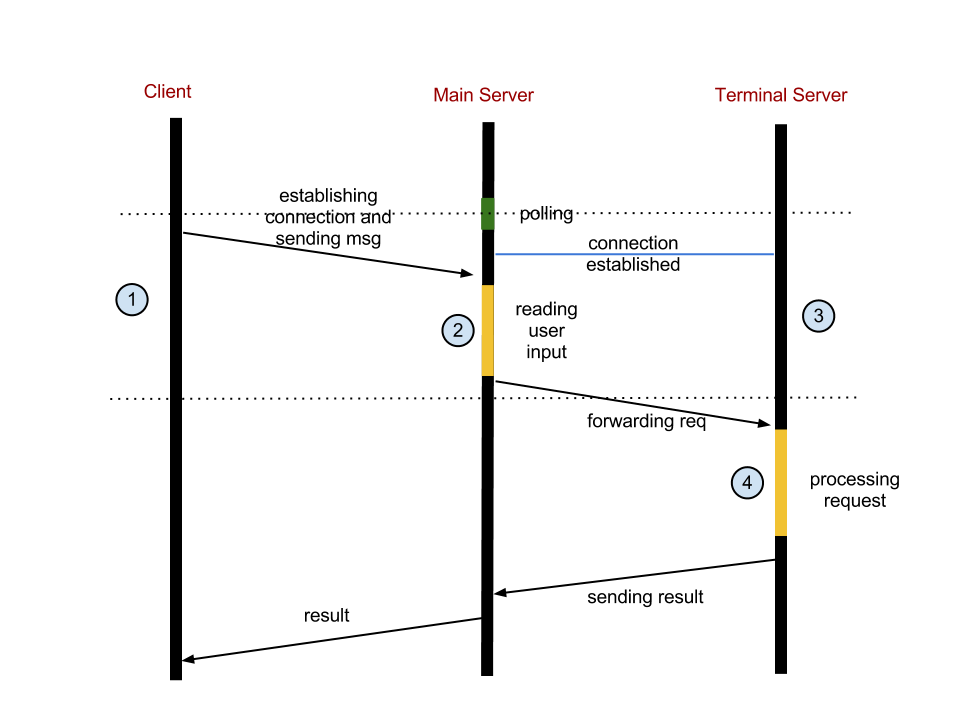 Client
Main Server
Terminal Server
establishing
connection and
sending msg
polling
connection
established
1
2
reading
user
input
3
forwarding req
4
processing
request
sending result
result